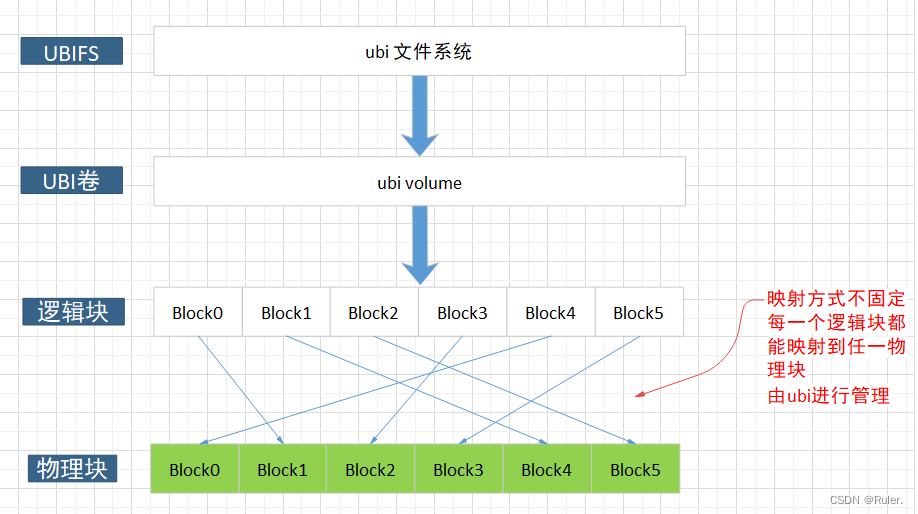 UBIFS
ubi 文件系统
UBI卷
ubi volume
逻辑块
Block0 Block1 Block2 Block3 Block4 Block5
映射方式不固定
每一个逻辑块都
能映射到任一物
理块
由ubi进行管理
物理块
Block0 Block1 Block2 Block3 Block4 Block5
CSDN @Ruler.